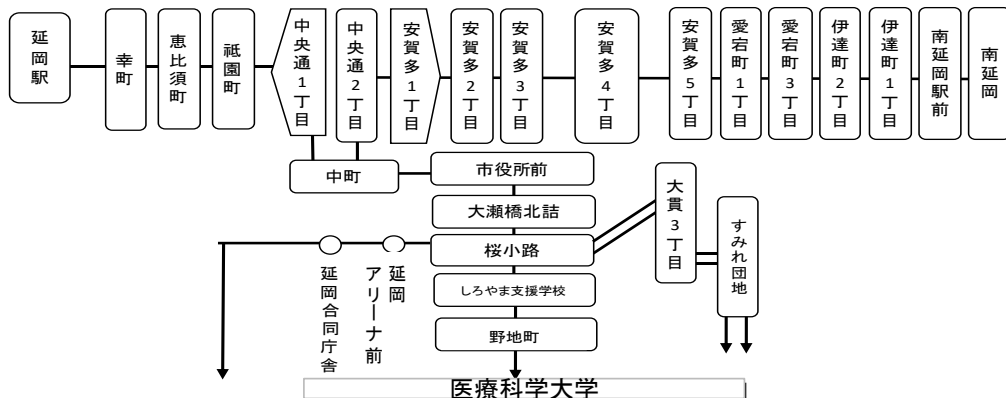 延岡駅
幸町
恵比須町
祗園町
中央通1丁目
中央通2丁目
安賀多1丁目
安賀多2丁目
安賀多3丁目
安賀多4丁目
安賀多5丁目
愛宕町1丁目
愛宕町3丁目
伊達町2丁目
伊達町1丁目
南延岡駅前
南延岡
中町
市役所前
大瀬橋北詰
桜小路
しろやま支援学校
野地町
大貫3丁目
すみれ団地
延岡
アリーナ前
延岡合同庁舎
医療科学大学